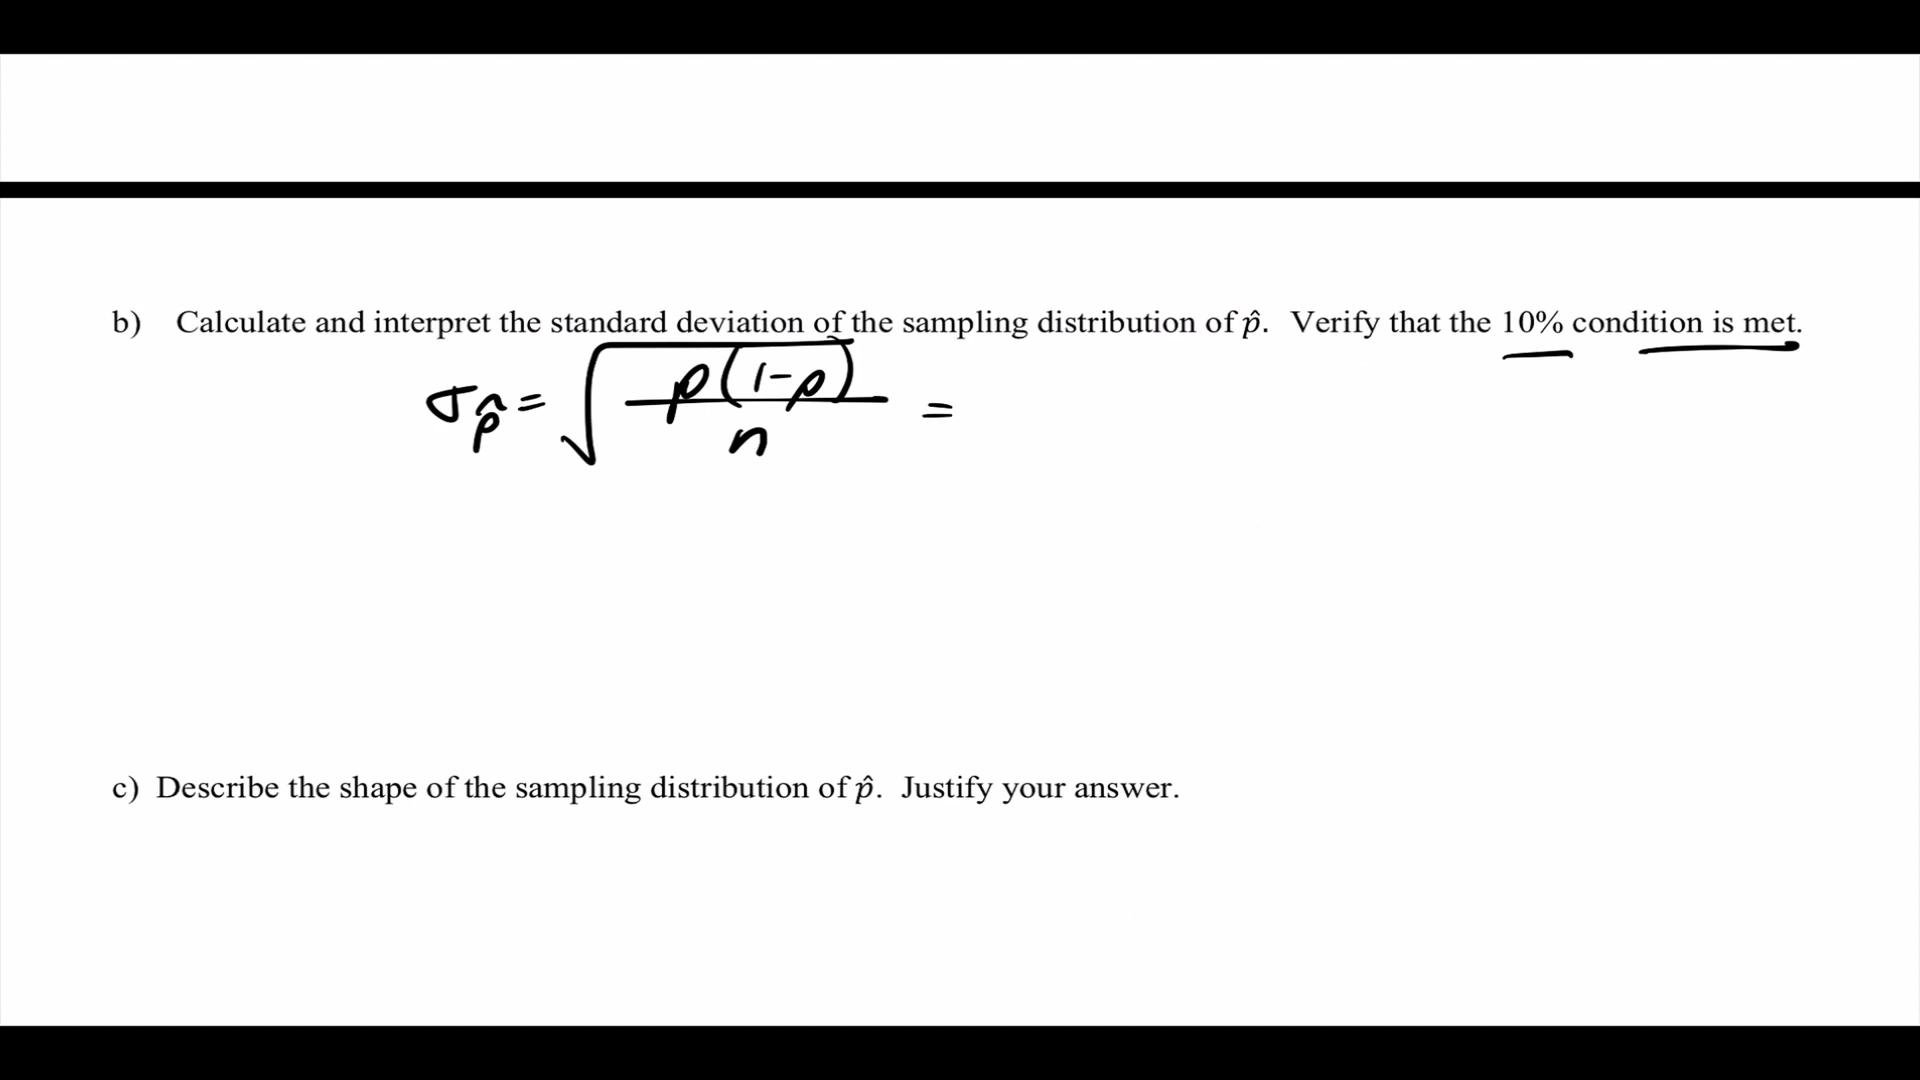 b) Calculate and interpret the standard deviation of the sampling distribution of p̂. Verify that the 10% condition is met.
σ_p̂ = √(p(1-p)/n) =
c) Describe the shape of the sampling distribution of p̂. Justify your answer.